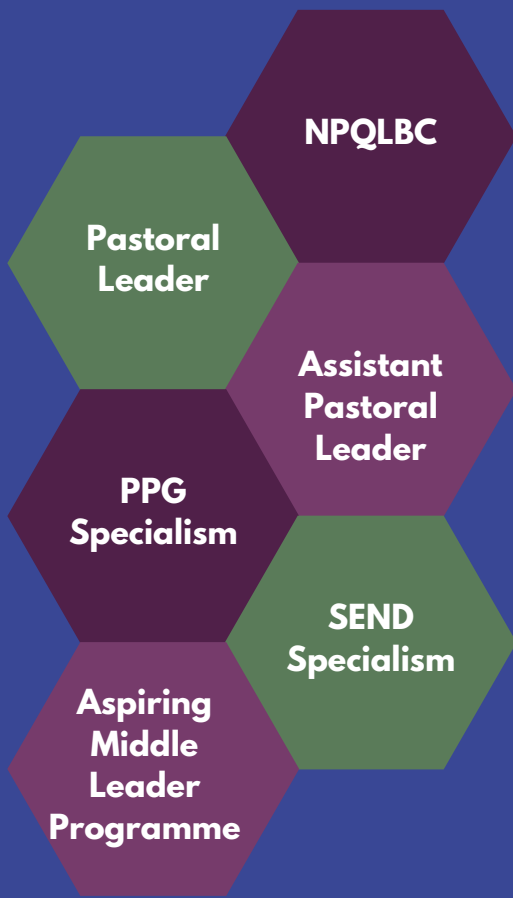 NPQLBC
Pastoral
Leader
Assistant
Pastoral
Leader
PPG
Specialism
SEND
Specialism
Aspiring
Middle
Leader
Programme